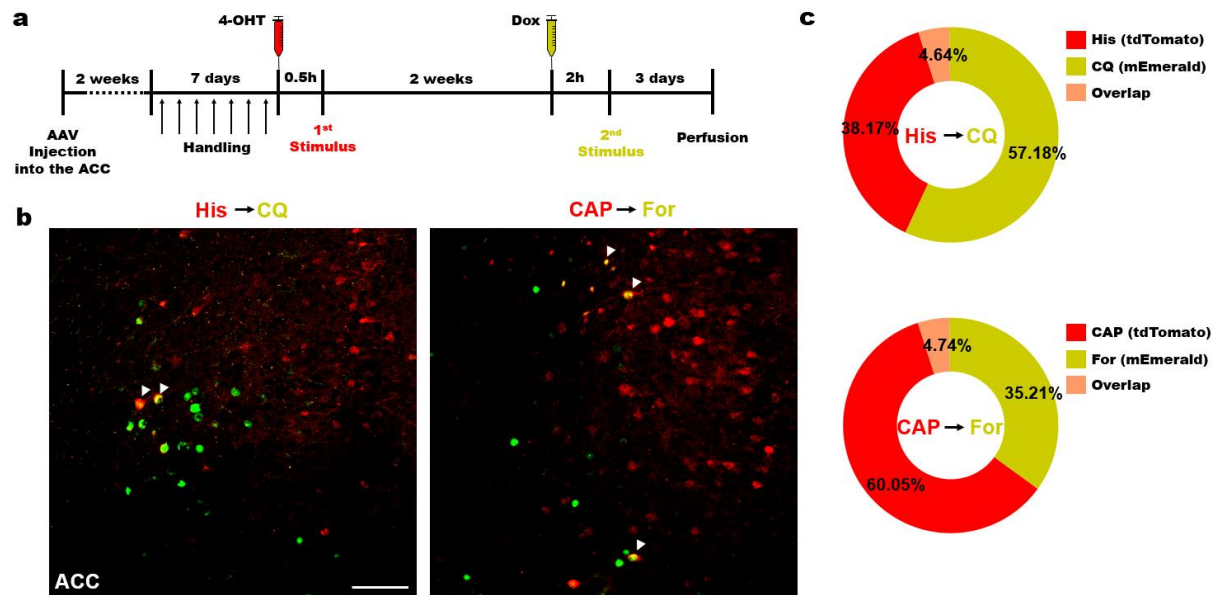 a
4-OHT
Dox
2 weeks
7 days
0.5h
2 weeks
2h
3 days
AAV
Injection
into the ACC
Handling
1st
Stimulus
2nd
Stimulus
Perfusion
b
His → CQ
CAP → For
ACC
c
4.64%
38.17%
57.18%
His → CQ
His (tdTomato)
CQ (mEmerald)
Overlap
4.74%
35.21%
60.05%
CAP → For
CAP (tdTomato)
For (mEmerald)
Overlap